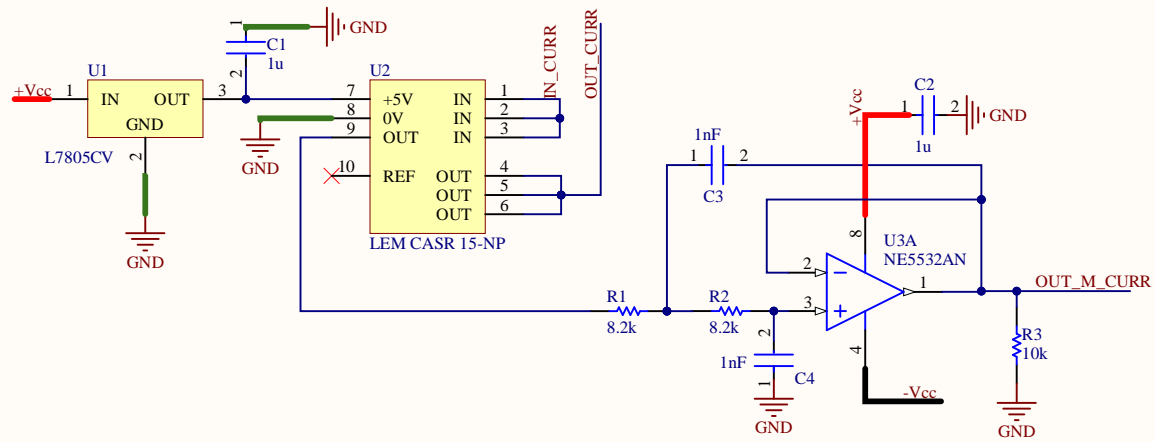 1
GND
C1
1u
2
U1
+Vcc
1
IN
OUT
3
GND
L7805CV
2
GND
U2
7
+5V
IN
1
8
0V
IN
2
9
OUT
IN
3
10
REF
OUT
4
OUT
5
OUT
6
LEM CASR 15-NP
GND
IN_CURR
OUT_CURR
1nF
1
2
C3
+Vcc
C2
1
2
GND
1u
8
U3A
NE5532AN
2
3
1
4
-Vcc
OUT_M_CURR
R1
8.2k
R2
8.2k
2
1nF
C4
1
GND
R3
10k
GND